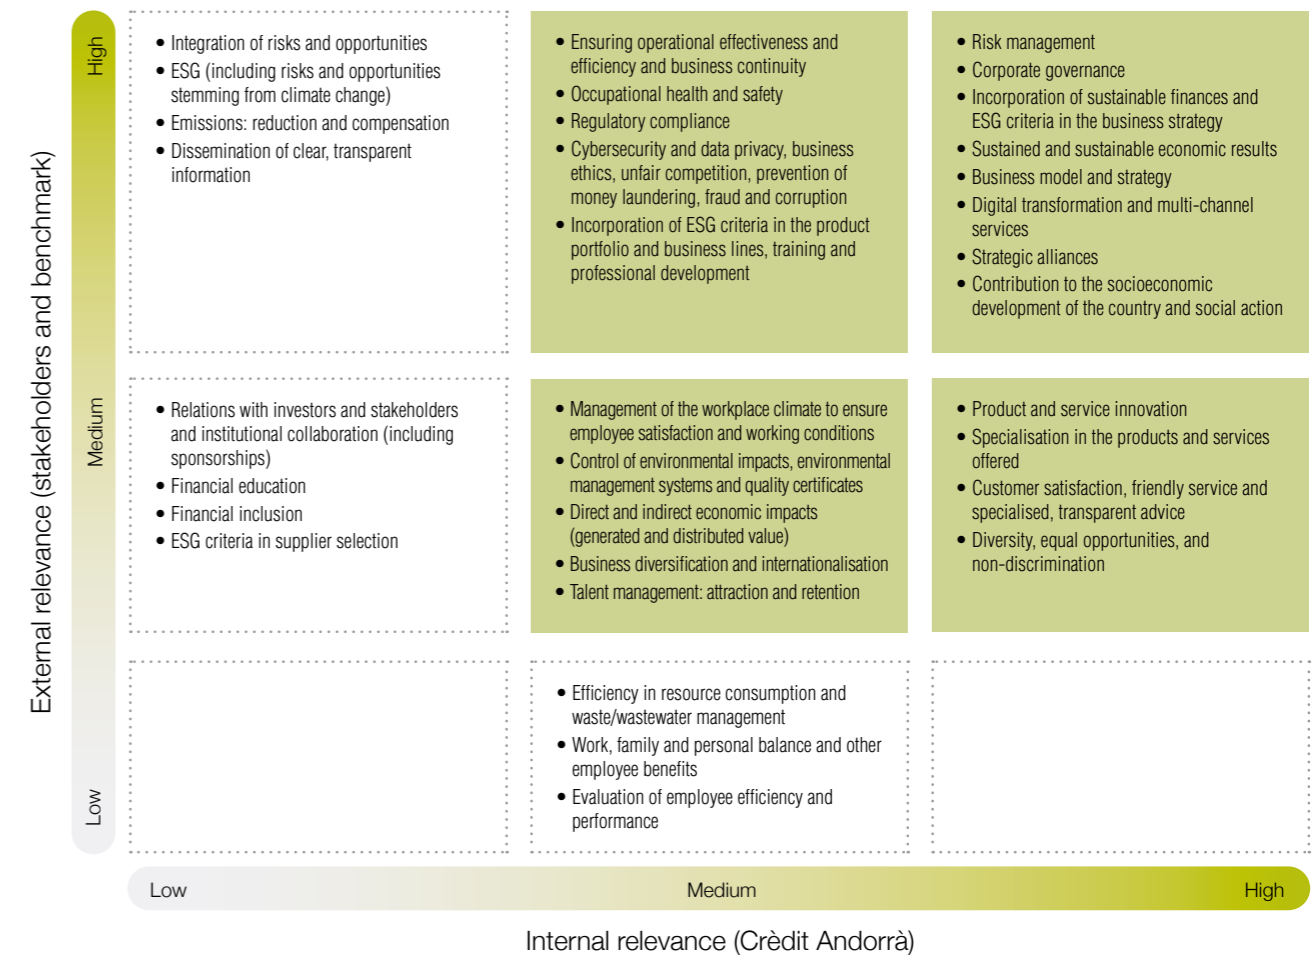 External relevance (stakeholders and benchmark)
High
Medium
Low
• Integration of risks and opportunities
• ESG (including risks and opportunities
stemming from climate change)
• Emissions: reduction and compensation
• Dissemination of clear, transparent
information
• Ensuring operational effectiveness and
efficiency and business continuity
• Occupational health and safety
• Regulatory compliance
• Cybersecurity and data privacy, business
ethics, unfair competition, prevention of
money laundering, fraud and corruption
• Incorporation of ESG criteria in the product
portfolio and business lines, training and
professional development
• Risk management
• Corporate governance
• Incorporation of sustainable finances and
ESG criteria in the business strategy
• Sustained and sustainable economic results
• Business model and strategy
• Digital transformation and multi-channel
services
• Strategic alliances
• Contribution to the socioeconomic
development of the country and social action
• Relations with investors and stakeholders
and institutional collaboration (including
sponsorships)
• Financial education
• Financial inclusion
• ESG criteria in supplier selection
• Management of the workplace climate to ensure
employee satisfaction and working conditions
• Control of environmental impacts, environmental
management systems and quality certificates
• Direct and indirect economic impacts
(generated and distributed value)
• Business diversification and internationalisation
• Talent management: attraction and retention
• Product and service innovation
• Specialisation in the products and services
offered
• Customer satisfaction, friendly service and
specialised, transparent advice
• Diversity, equal opportunities, and
non-discrimination
• Efficiency in resource consumption and
waste/wastewater management
• Work, family and personal balance and other
employee benefits
• Evaluation of employee efficiency and
performance
Low
Medium
High
Internal relevance (Crèdit Andorrà)